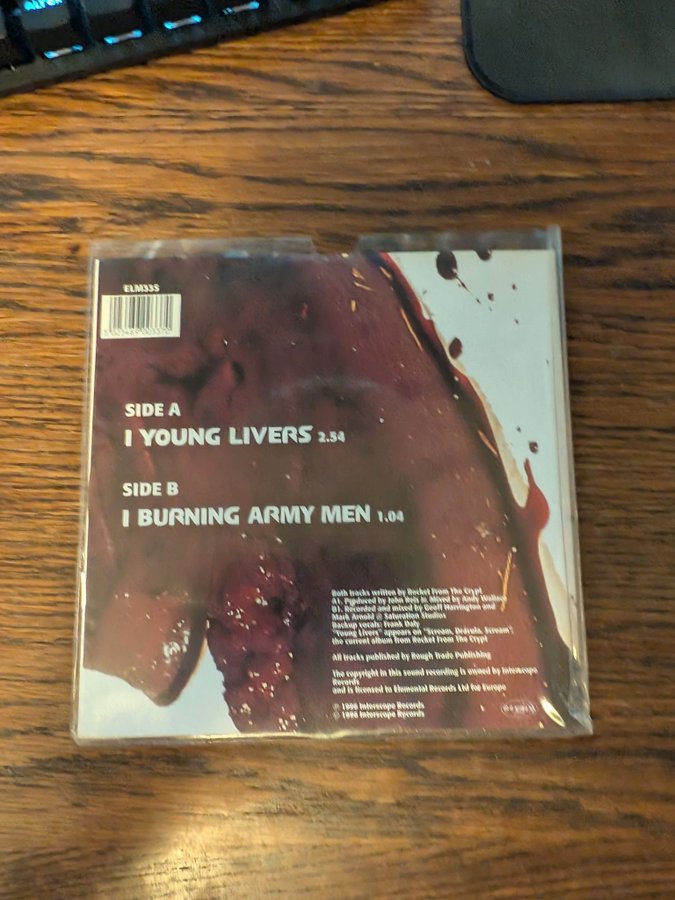 ELM33S
SIDE A
I YOUNG LIVERS 2.54
SIDE B
I BURNING ARMY MEN 1.04
Both tracks written by Rocket From The Crypt
A1. Produced by John Reis Jr. Mixed by Andy Wallace
B1. Recorded and mixed by Geoff Harrington and
Mark Arnold @ Saturation Studios
Backup vocals: Frank Daly
"Young Livers" appears on "Scream, Dracula, Scream".
The current album from Rocket From The Crypt
All tracks published by Rough Trade Publishing
The copyright in this sound recording is owned by Interscope
Records
and is licensed to Elemental Records Ltd for Europe
℗ 1996 Interscope Records
© 1996 Interscope Records